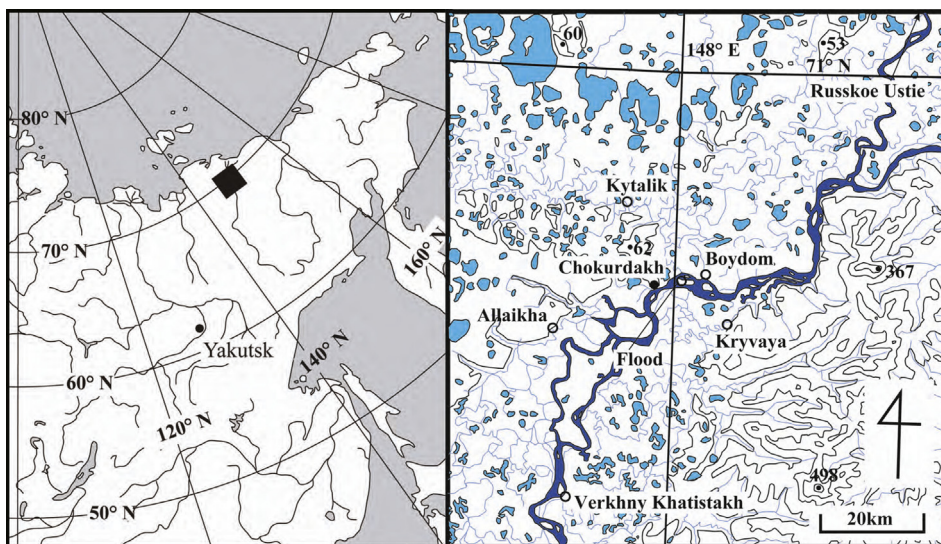 80° N
70° N
60° N
50° N
120° N
140° N
160° N
Yakutsk
60
148° E
53
71° N
Russkoe Ustie
Kytalik
62
Chokurdakh
Boydom
367
Allaikha
Flood
Kryvaya
498
Verkhny Khatistakh
20km